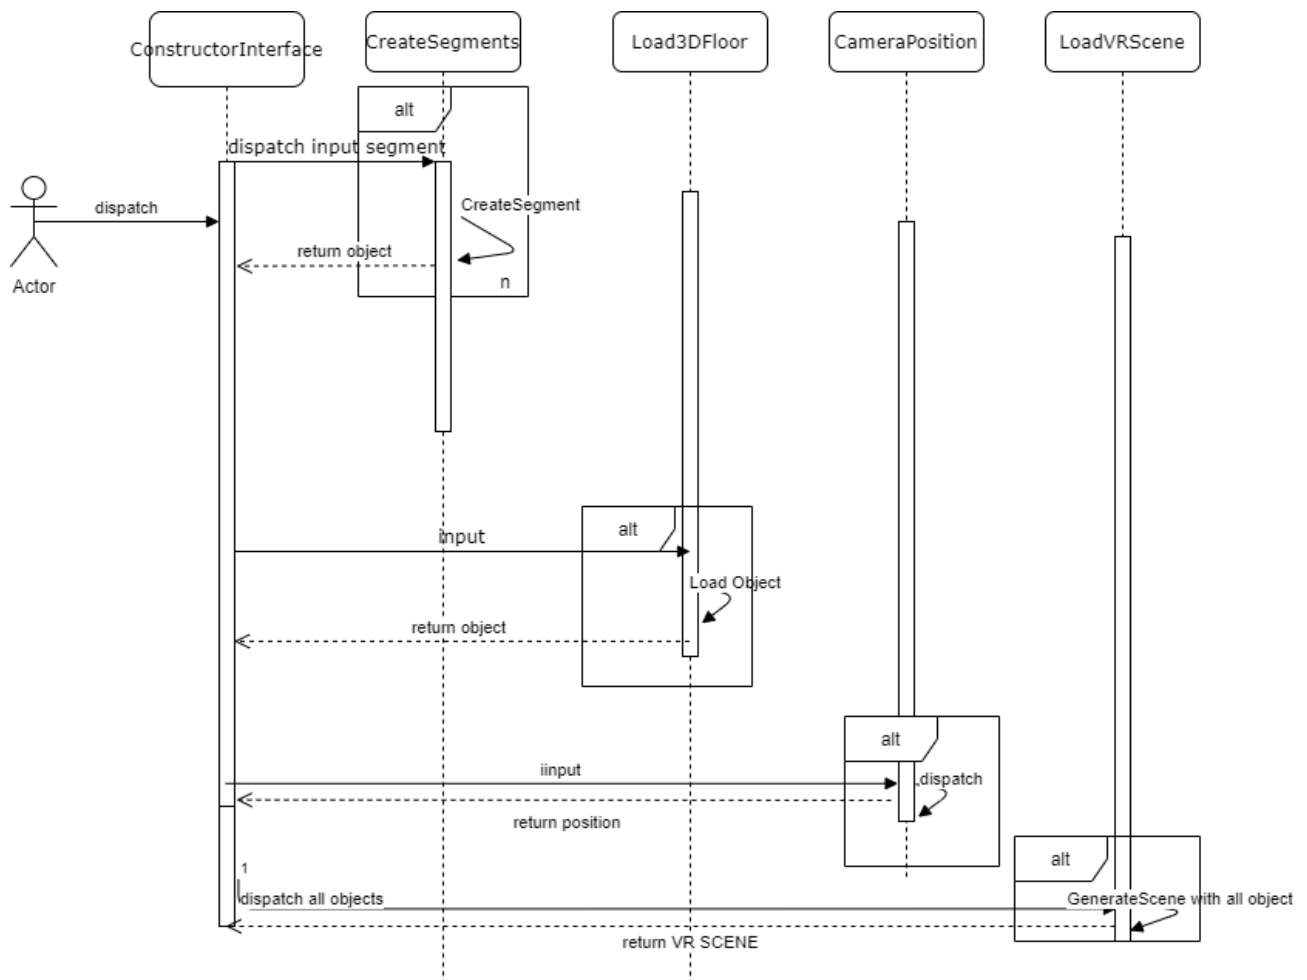 ConstructorInterface
CreateSegments
Load3DFloor
CameraPosition
LoadVRScene
alt
dispatch input segment
CreateSegment
dispatch
return object
n
Actor
alt
input
Load Object
return object
alt
iinput
dispatch
return position
1
alt
dispatch all objects
GenerateScene with all object
return VR SCENE